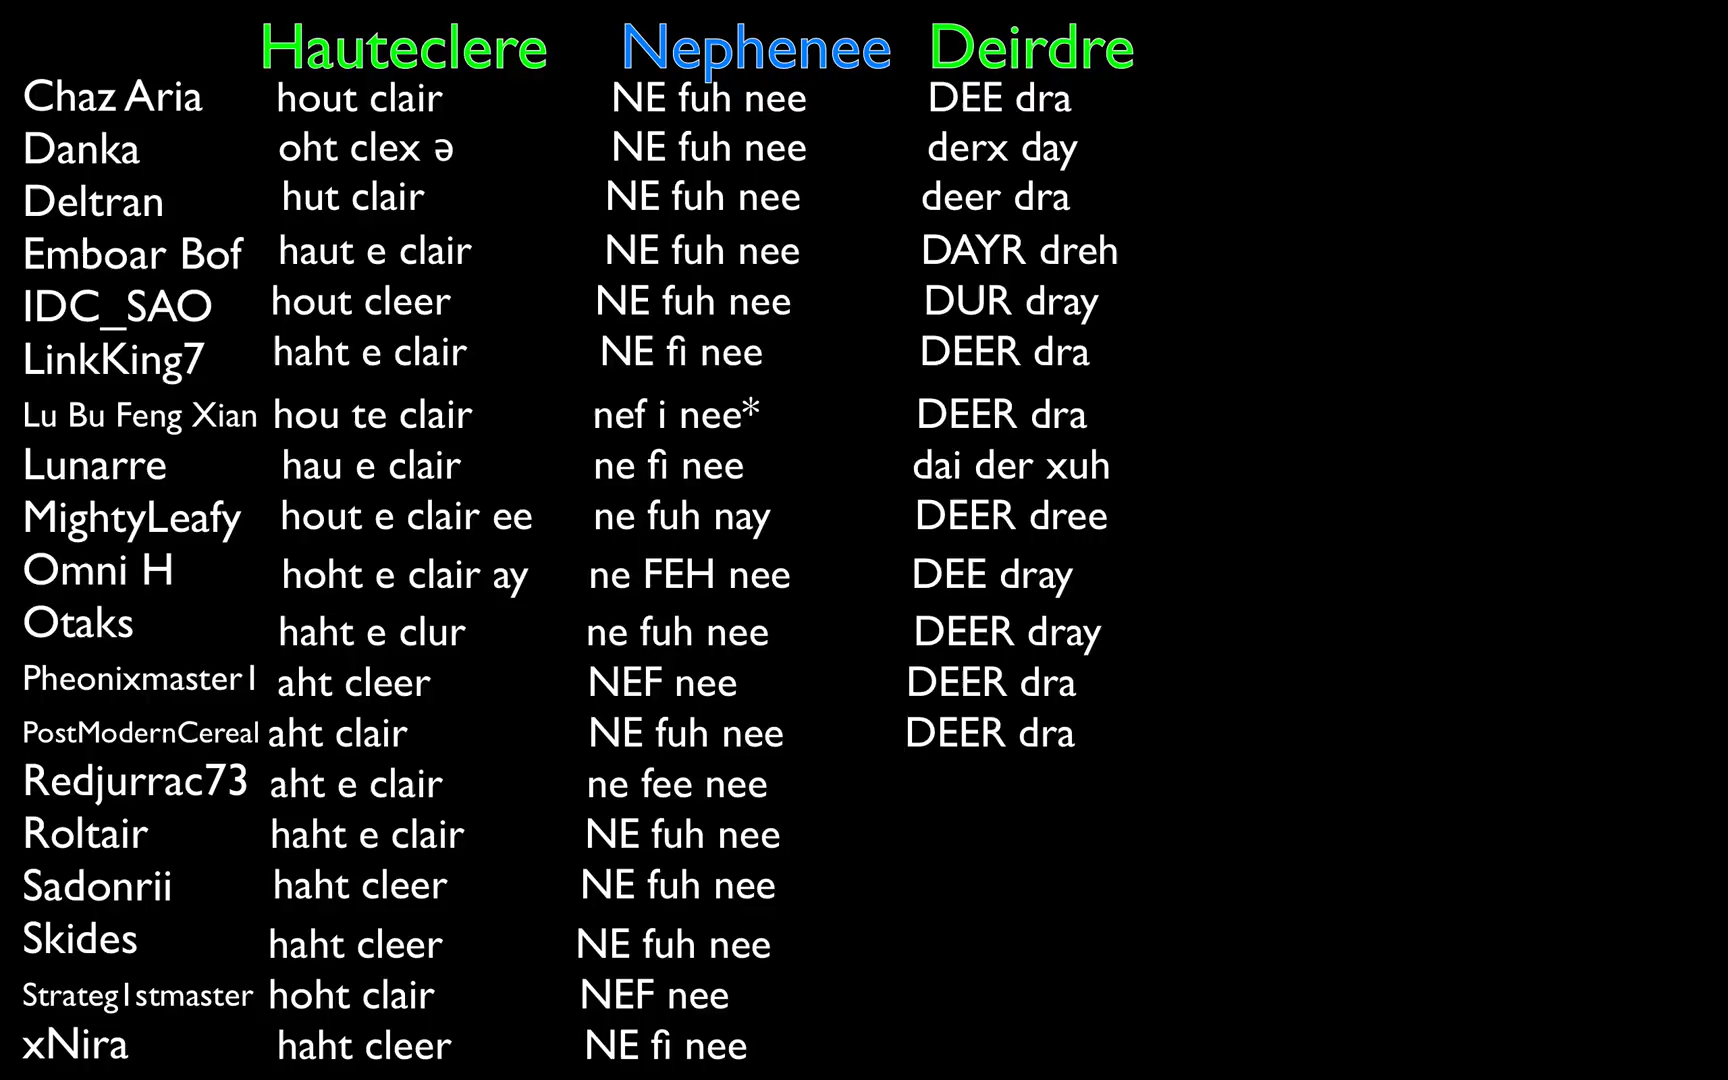 Hauteclere Nephenee Deirdre
Chaz Aria hout clair NE fuh nee DEE dra
Danka oht clex ə NE fuh nee derx day
Deltran hut clair NE fuh nee deer dra
Emboar Bof haut e clair NE fuh nee DAYR dreh
IDC_SAO hout cleer NE fuh nee DUR dray
LinkKing7 haht e clair NE fi nee DEER dra
Lu Bu Feng Xian hou te clair nef i nee* DEER dra
Lunarre hau e clair ne fi nee dai der xuh
MightyLeafy hout e clair ee ne fuh nay DEER dree
Omni H hoht e clair ay ne FEH nee DEE dray
Otaks haht e clur ne fuh nee DEER dray
Pheonixmaster1 aht cleer NEF nee DEER dra
PostModernCereal aht clair NE fuh nee DEER dra
Redjurrac73 aht e clair ne fee nee
Roltair haht e clair NE fuh nee
Sadonrii haht cleer NE fuh nee
Skides haht cleer NE fuh nee
Strateg1stmaster hoht clair NEF nee
xNira haht cleer NE fi nee